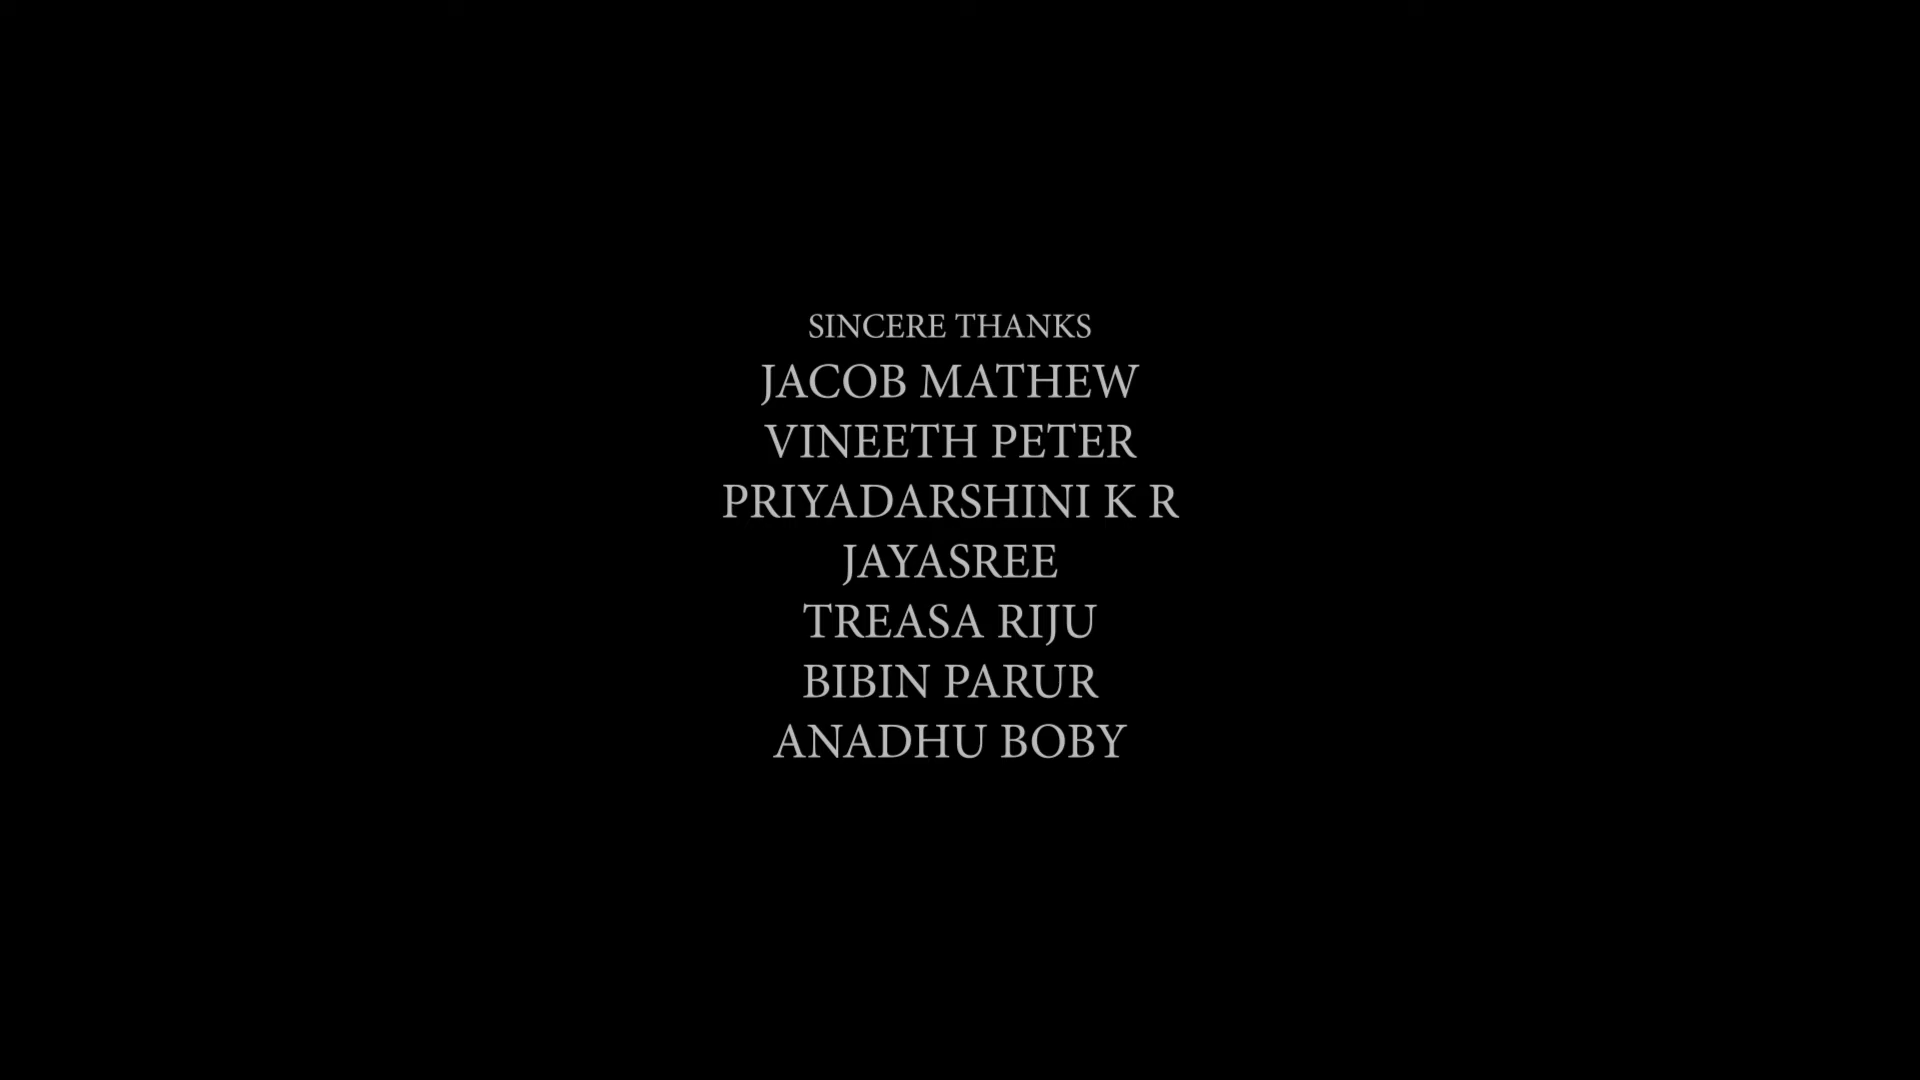 SINCERE THANKS
JACOB MATHEW
VINEETH PETER
PRIYADARSHINI K R
JAYASREE
TREASA RIJU
BIBIN PARUR
ANADHU BOBY